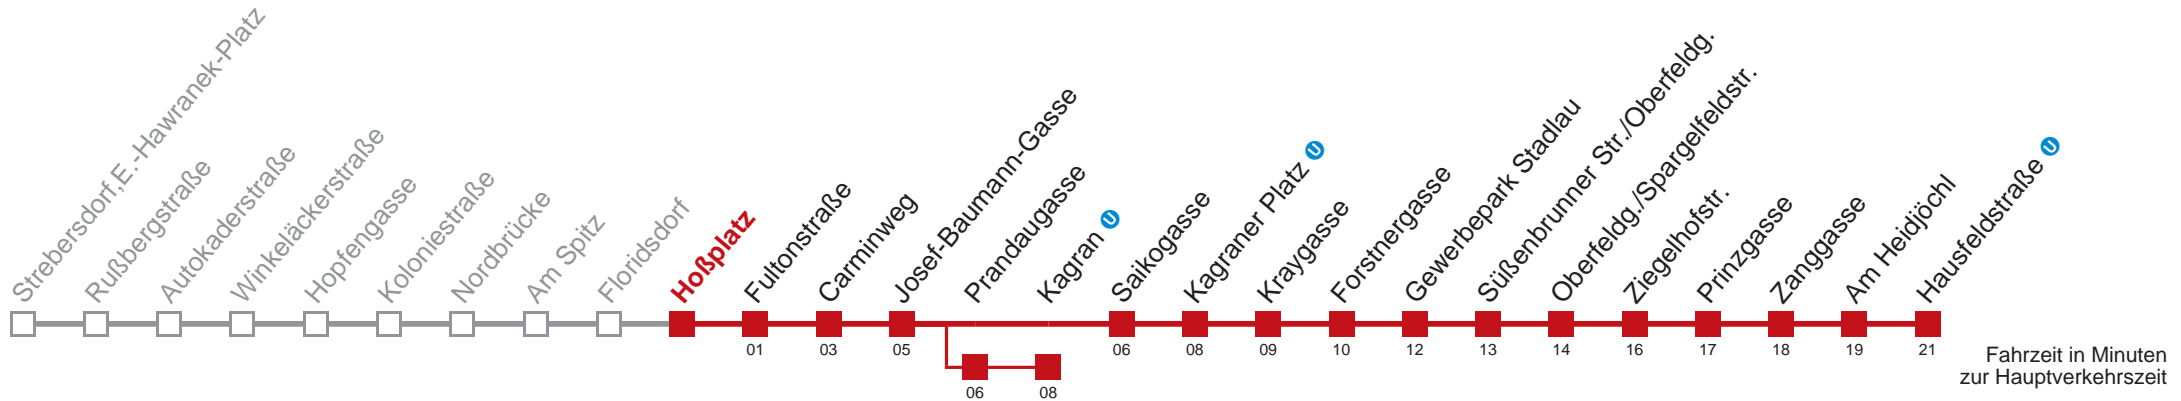 Strebersdorf,E.-Hawranek-Platz
Rußbergstraße
Autokaderstraße
Winkeläckerstraße
Hopfengasse
Koloniestraße
Nordbrücke
Am Spitz
Floridsdorf
Hoßplatz
Fultonstraße
Carminweg
Josef-Baumann-Gasse
Prandaugasse
Kagran U
Saikogasse
Kagraner Platz U
Kraygasse
Forstnergasse
Gewerbepark Stadlau
Süßenbrunner Str./Oberfeldg.
Oberfeldg./Spargelfeldstr.
Ziegelhofstr.
Prinzgasse
Zanggasse
Am Heidjöchl
Hausfeldstraße U
01 03 05 06 08 09 10 12 13 14 16 17 18 19 21
06 08
Fahrzeit in Minuten
zur Hauptverkehrszeit